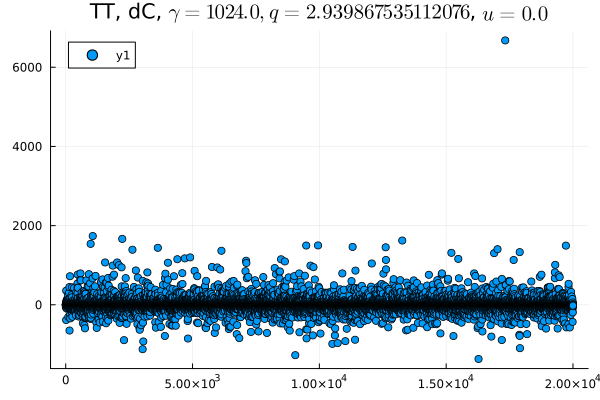 TT, dC, γ = 1024.0, q = 2.939867535112076, u = 0.0
y1
6000
4000
2000
0
0 5.00×10³ 1.00×10⁴ 1.50×10⁴ 2.00×10⁴